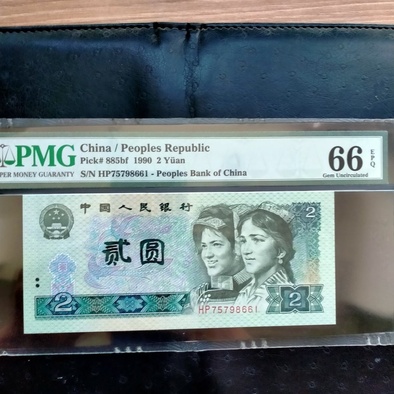 PMG
PER MONEY GUARANTY
China / Peoples Republic
Pick# 885bf 1990 2 Yüan
S/N HP75798661 - Peoples Bank of China
66 EPQ
Gem Uncirculated
中国人民银行
2
贰圆
2
2
HP75798661